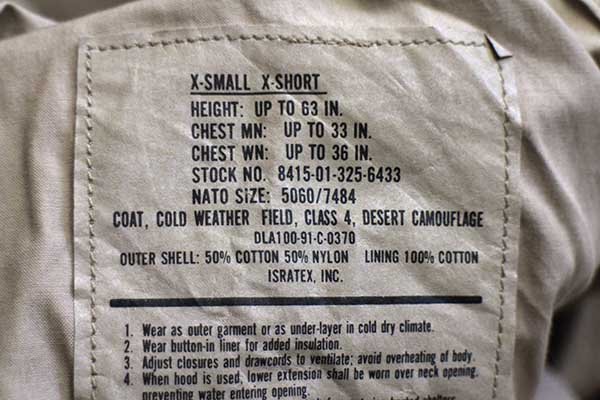 X-SMALL X-SHORT
HEIGHT: UP TO 63 IN.
CHEST MN: UP TO 33 IN.
CHEST WN: UP TO 36 IN.
STOCK NO. 8415-01-325-6433
NATO SIZE: 5060/7484
COAT, COLD WEATHER FIELD, CLASS 4, DESERT CAMOUFLAGE
DLA100-91-C-0370
OUTER SHELL: 50% COTTON 50% NYLON LINING 100% COTTON
ISRATEX, INC.
1. Wear as outer garment or as under-layer in cold dry climate.
2. Wear button-in liner for added insulation.
3. Adjust closures and drawcords to ventilate; avoid overheating of body.
4. When hood is used, lower extension shall be worn over neck opening,
preventing water entering opening.